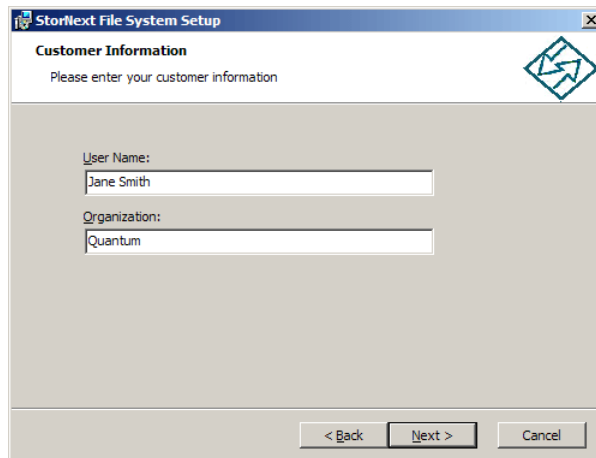 StorNext File System Setup
Customer Information
Please enter your customer information
User Name:
Jane Smith
Organization:
Quantum
< Back Next > Cancel